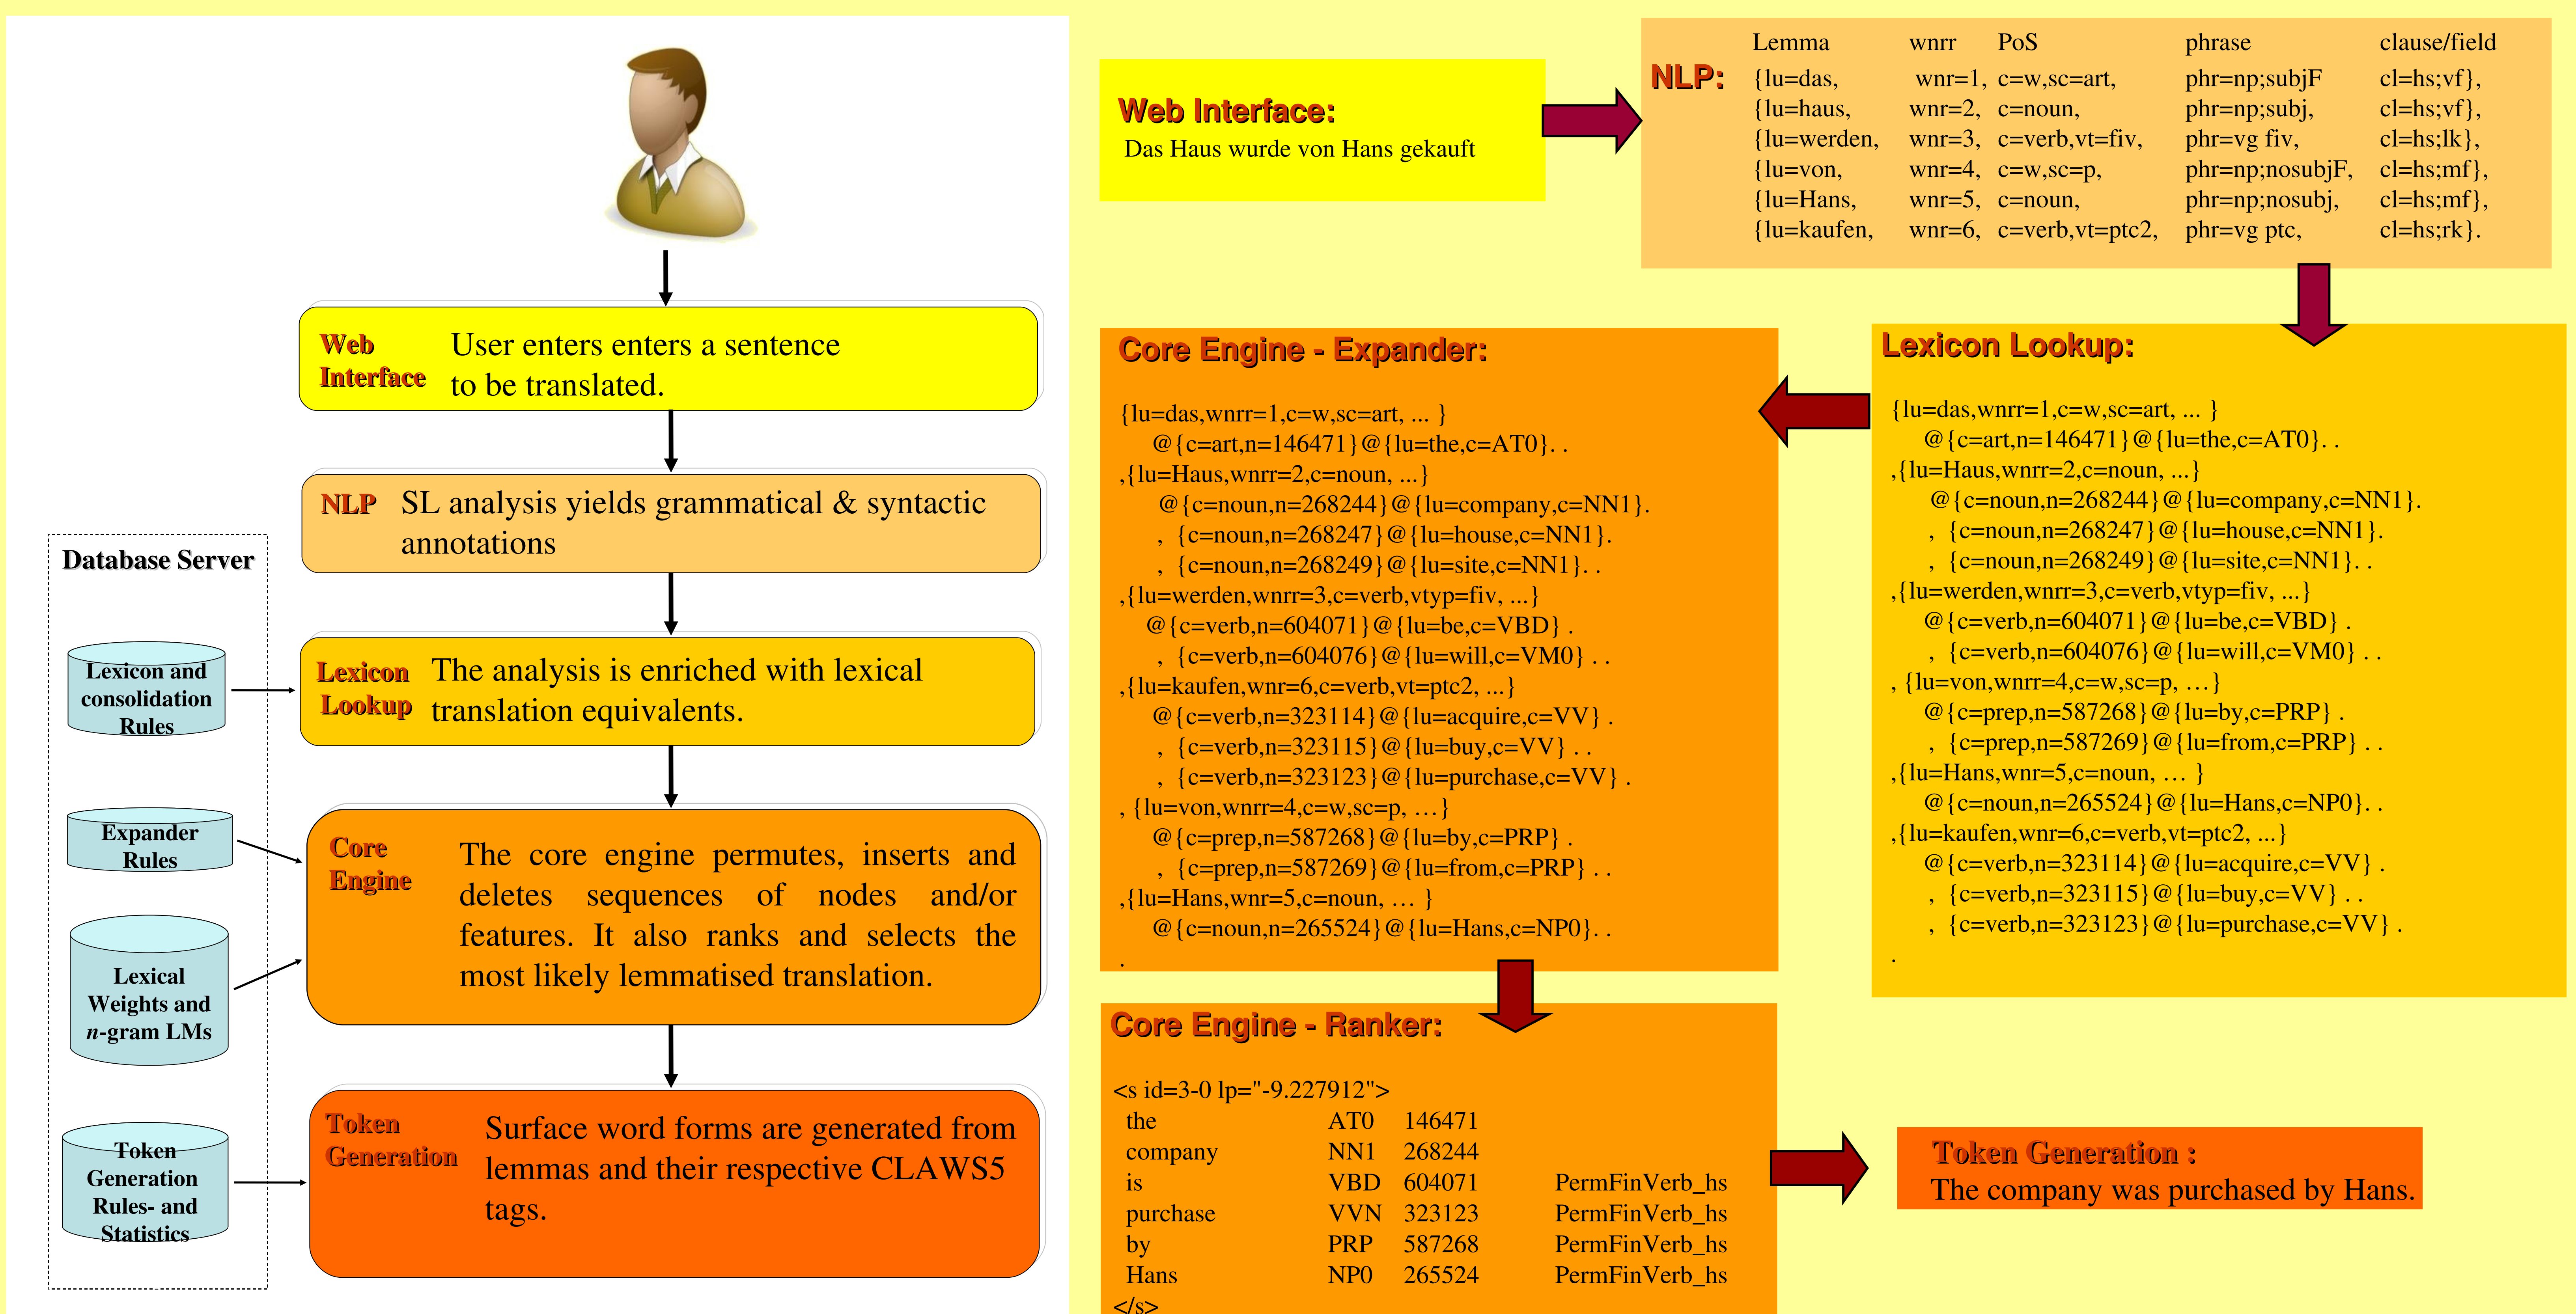 Web
Interface
User enters enters a sentence
to be translated.
NLP
SL analysis yields grammatical & syntactic
annotations
Database Server
Lexicon and
consolidation
Rules
Lexicon
Lookup
The analysis is enriched with lexical
translation equivalents.
Expander
Rules
Core
Engine
The core engine permutes, inserts and
deletes sequences of nodes and/or
features. It also ranks and selects the
most likely lemmatised translation.
Lexical
Weights and
n-gram LMs
Token
Generation
Rules- and
Statistics
Token
Generation
Surface word forms are generated from
lemmas and their respective CLAWS5
tags.
Web Interface:
Das Haus wurde von Hans gekauft
NLP:
Lemma wnrr PoS phrase clause/field
{lu=das, wnr=1, c=w,sc=art, phr=np;subjF cl=hs;vf},
{lu=haus, wnr=2, c=noun, phr=np;subj, cl=hs;vf},
{lu=werden, wnr=3, c=verb,vt=fiv, phr=vg fiv, cl=hs;lk},
{lu=von, wnr=4, c=w,sc=p, phr=np;nosubjF, cl=hs;mf},
{lu=Hans, wnr=5, c=noun, phr=np;nosubj, cl=hs;mf},
{lu=kaufen, wnr=6, c=verb,vt=ptc2, phr=vg ptc, cl=hs;rk}.
Lexicon Lookup:
{lu=das,wnrr=1,c=w,sc=art, ... }
@{c=art,n=146471}@{lu=the,c=AT0}. .
,{lu=Haus,wnrr=2,c=noun, ...}
@{c=noun,n=268244}@{lu=company,c=NN1}.
, {c=noun,n=268247}@{lu=house,c=NN1}.
, {c=noun,n=268249}@{lu=site,c=NN1}. .
,{lu=werden,wnrr=3,c=verb,vtyp=fiv, ...}
@{c=verb,n=604071}@{lu=be,c=VBD} .
, {c=verb,n=604076}@{lu=will,c=VM0} . .
, {lu=von,wnrr=4,c=w,sc=p, …}
@{c=prep,n=587268}@{lu=by,c=PRP} .
, {c=prep,n=587269}@{lu=from,c=PRP} . .
,{lu=Hans,wnr=5,c=noun, … }
@{c=noun,n=265524}@{lu=Hans,c=NP0}. .
,{lu=kaufen,wnr=6,c=verb,vt=ptc2, ...}
@{c=verb,n=323114}@{lu=acquire,c=VV} .
, {c=verb,n=323115}@{lu=buy,c=VV} . .
, {c=verb,n=323123}@{lu=purchase,c=VV} .
.
Core Engine - Expander:
{lu=das,wnrr=1,c=w,sc=art, ... }
@{c=art,n=146471}@{lu=the,c=AT0}. .
,{lu=Haus,wnrr=2,c=noun, ...}
@{c=noun,n=268244}@{lu=company,c=NN1}.
, {c=noun,n=268247}@{lu=house,c=NN1}.
, {c=noun,n=268249}@{lu=site,c=NN1}. .
,{lu=werden,wnrr=3,c=verb,vtyp=fiv, ...}
@{c=verb,n=604071}@{lu=be,c=VBD} .
, {c=verb,n=604076}@{lu=will,c=VM0} . .
,{lu=kaufen,wnr=6,c=verb,vt=ptc2, ...}
@{c=verb,n=323114}@{lu=acquire,c=VV} .
, {c=verb,n=323115}@{lu=buy,c=VV} . .
, {c=verb,n=323123}@{lu=purchase,c=VV} .
, {lu=von,wnrr=4,c=w,sc=p, …}
@{c=prep,n=587268}@{lu=by,c=PRP} .
, {c=prep,n=587269}@{lu=from,c=PRP} . .
,{lu=Hans,wnr=5,c=noun, … }
@{c=noun,n=265524}@{lu=Hans,c=NP0}. .
.
Core Engine - Ranker:
<s id=3-0 lp="-9.227912">
the AT0 146471
company NN1 268244
is VBD 604071 PermFinVerb_hs
purchase VVN 323123 PermFinVerb_hs
by PRP 587268 PermFinVerb_hs
Hans NP0 265524 PermFinVerb_hs
</s>
Token Generation :
The company was purchased by Hans.